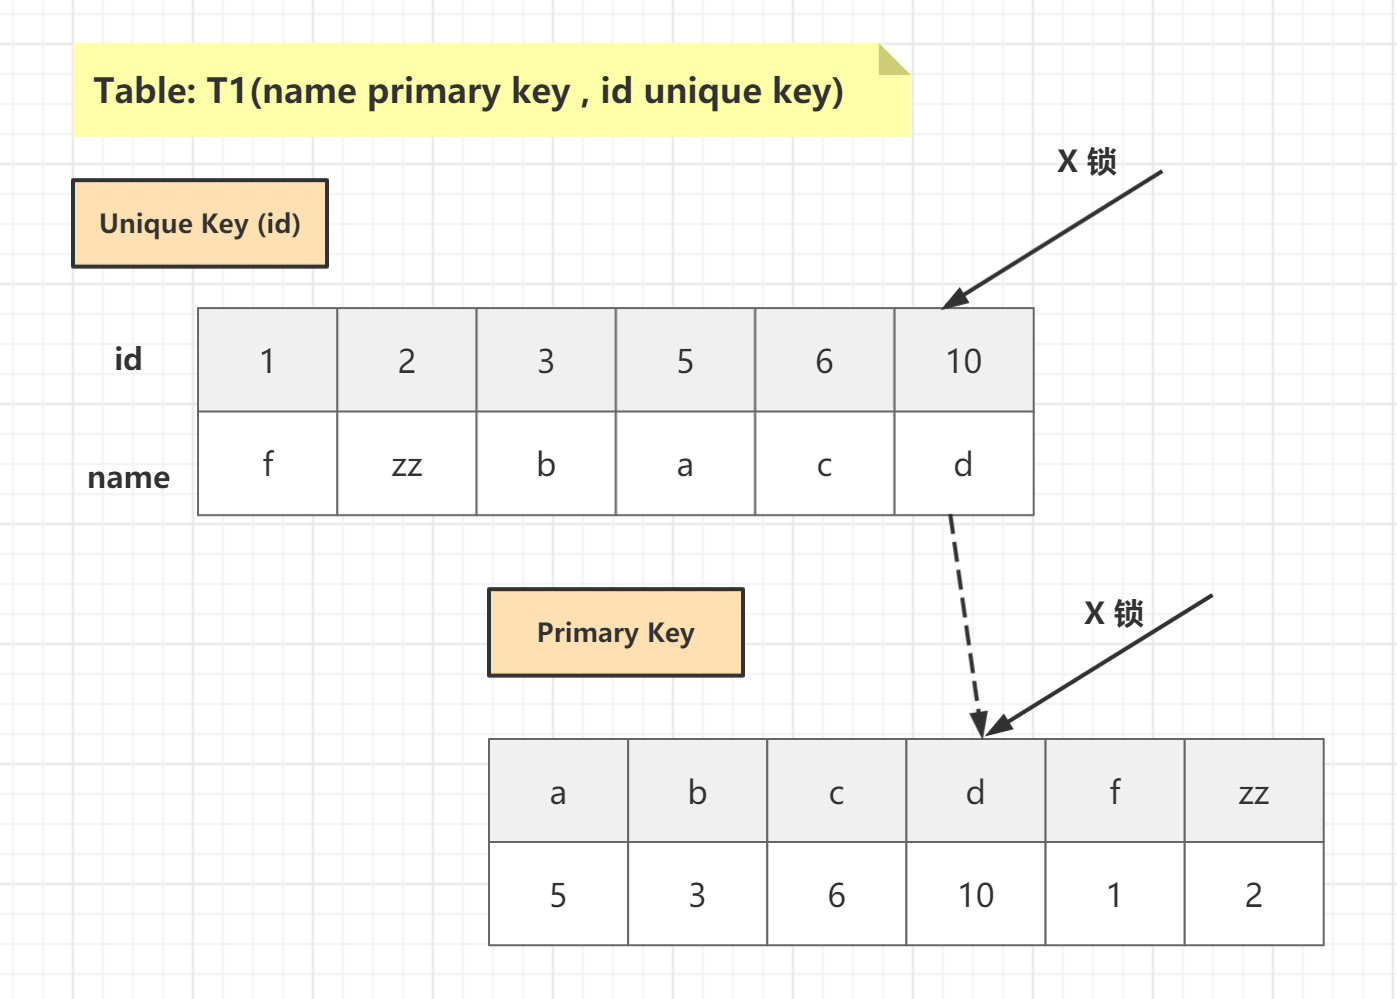 Table: T1(name primary key , id unique key)
X 锁
Unique Key (id)
id 1 2 3 5 6 10
name f zz b a c d
Primary Key
X 锁
a b c d f zz
5 3 6 10 1 2